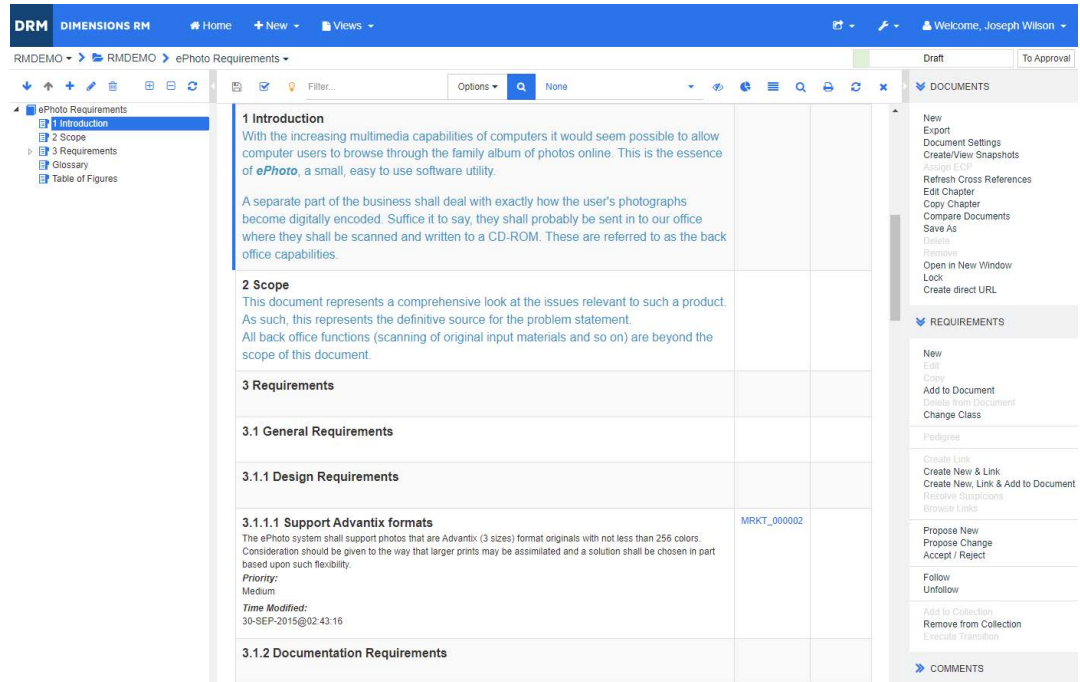 DRM DIMENSIONS RM Home New Views Welcome, Joseph Wilson
RMDEMO RMDEMO ePhoto Requirements Draft To Approval
Filter... Options None
ePhoto Requirements
1 Introduction
2 Scope
3 Requirements
Glossary
Table of Figures
1 Introduction
With the increasing multimedia capabilities of computers it would seem possible to allow
computer users to browse through the family album of photos online. This is the essence
of ePhoto, a small, easy to use software utility.
A separate part of the business shall deal with exactly how the user's photographs
become digitally encoded. Suffice it to say, they shall probably be sent in to our office
where they shall be scanned and written to a CD-ROM. These are referred to as the back
office capabilities.
2 Scope
This document represents a comprehensive look at the issues relevant to such a product.
As such, this represents the definitive source for the problem statement.
All back office functions (scanning of original input materials and so on) are beyond the
scope of this document.
3 Requirements
3.1 General Requirements
3.1.1 Design Requirements
3.1.1.1 Support Advantix formats
MRKT_000002
The ePhoto system shall support photos that are Advantix (3 sizes) format originals with not less than 256 colors.
Consideration should be given to the way that larger prints may be assimilated and a solution shall be chosen in part
based upon such flexibility.
Priority:
Medium
Time Modified:
30-SEP-2015@02:43:16
3.1.2 Documentation Requirements
DOCUMENTS
New
Export
Document Settings
Create/View Snapshots
Assign ECP
Refresh Cross References
Edit Chapter
Copy Chapter
Compare Documents
Save As
Delete
Remove
Open in New Window
Lock
Create direct URL
REQUIREMENTS
New
Edit
Copy
Add to Document
Delete from Document
Change Class
Pedigree
Create Link
Create New & Link
Create New, Link & Add to Document
Resolve Suspicions
Browse Links
Propose New
Propose Change
Accept / Reject
Follow
Unfollow
Add to Collection
Remove from Collection
Execute Transition
COMMENTS